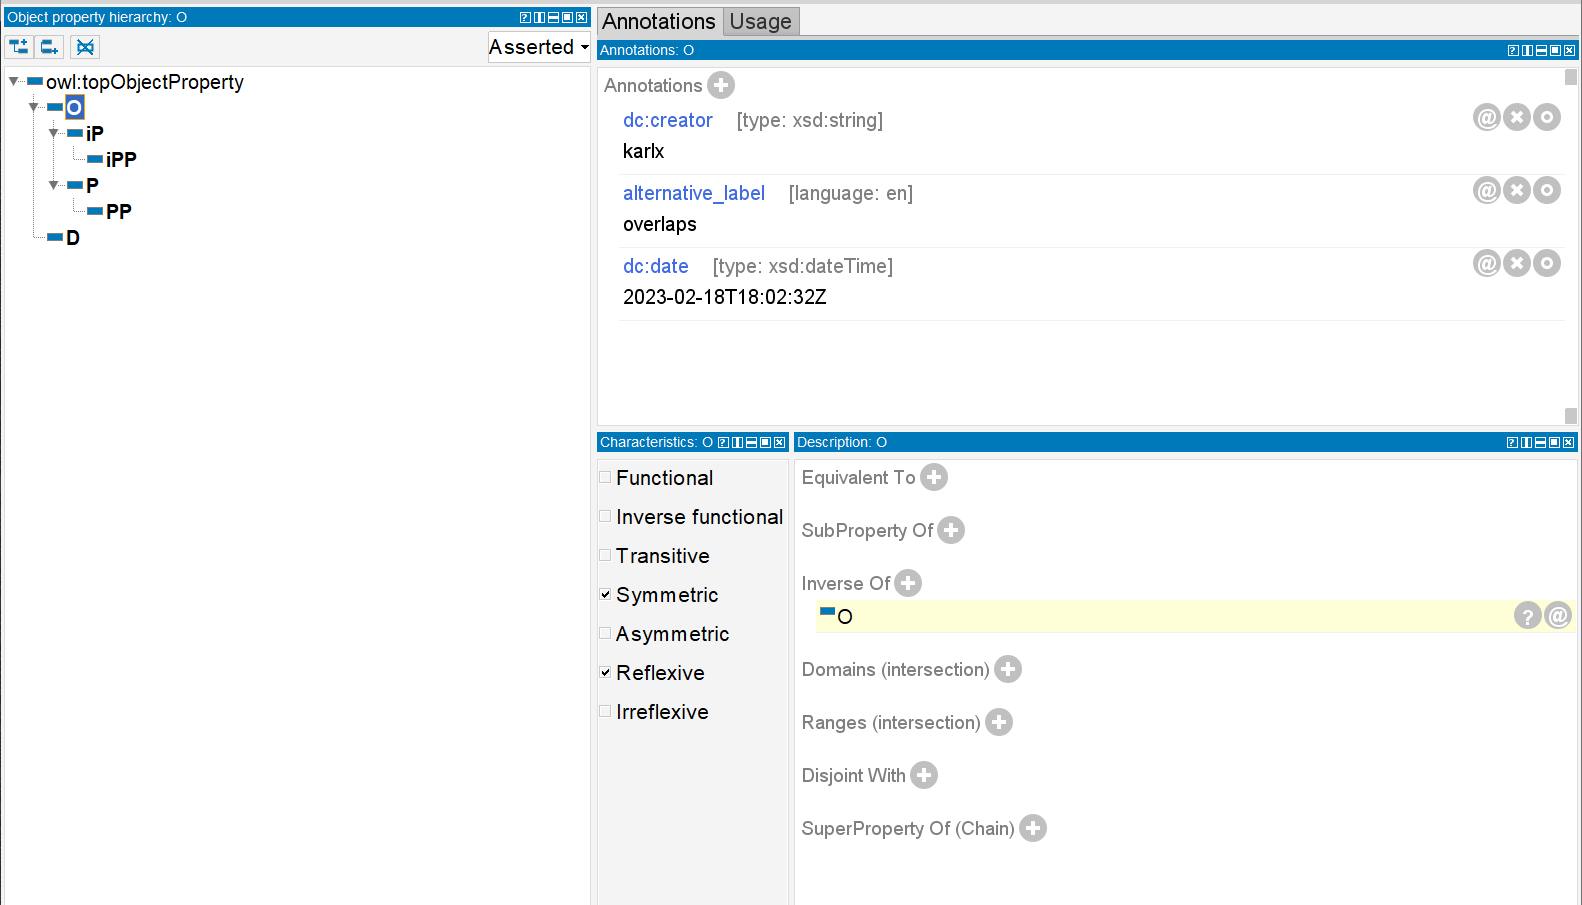 Object property hierarchy: O
Asserted
owl:topObjectProperty
O
iP
iPP
P
PP
D
Annotations Usage
Annotations: O
Annotations
dc:creator [type: xsd:string]
karlx
alternative_label [language: en]
overlaps
dc:date [type: xsd:dateTime]
2023-02-18T18:02:32Z
Characteristics: O
Functional
Inverse functional
Transitive
Symmetric
Asymmetric
Reflexive
Irreflexive
Description: O
Equivalent To
SubProperty Of
Inverse Of
O
Domains (intersection)
Ranges (intersection)
Disjoint With
SuperProperty Of (Chain)